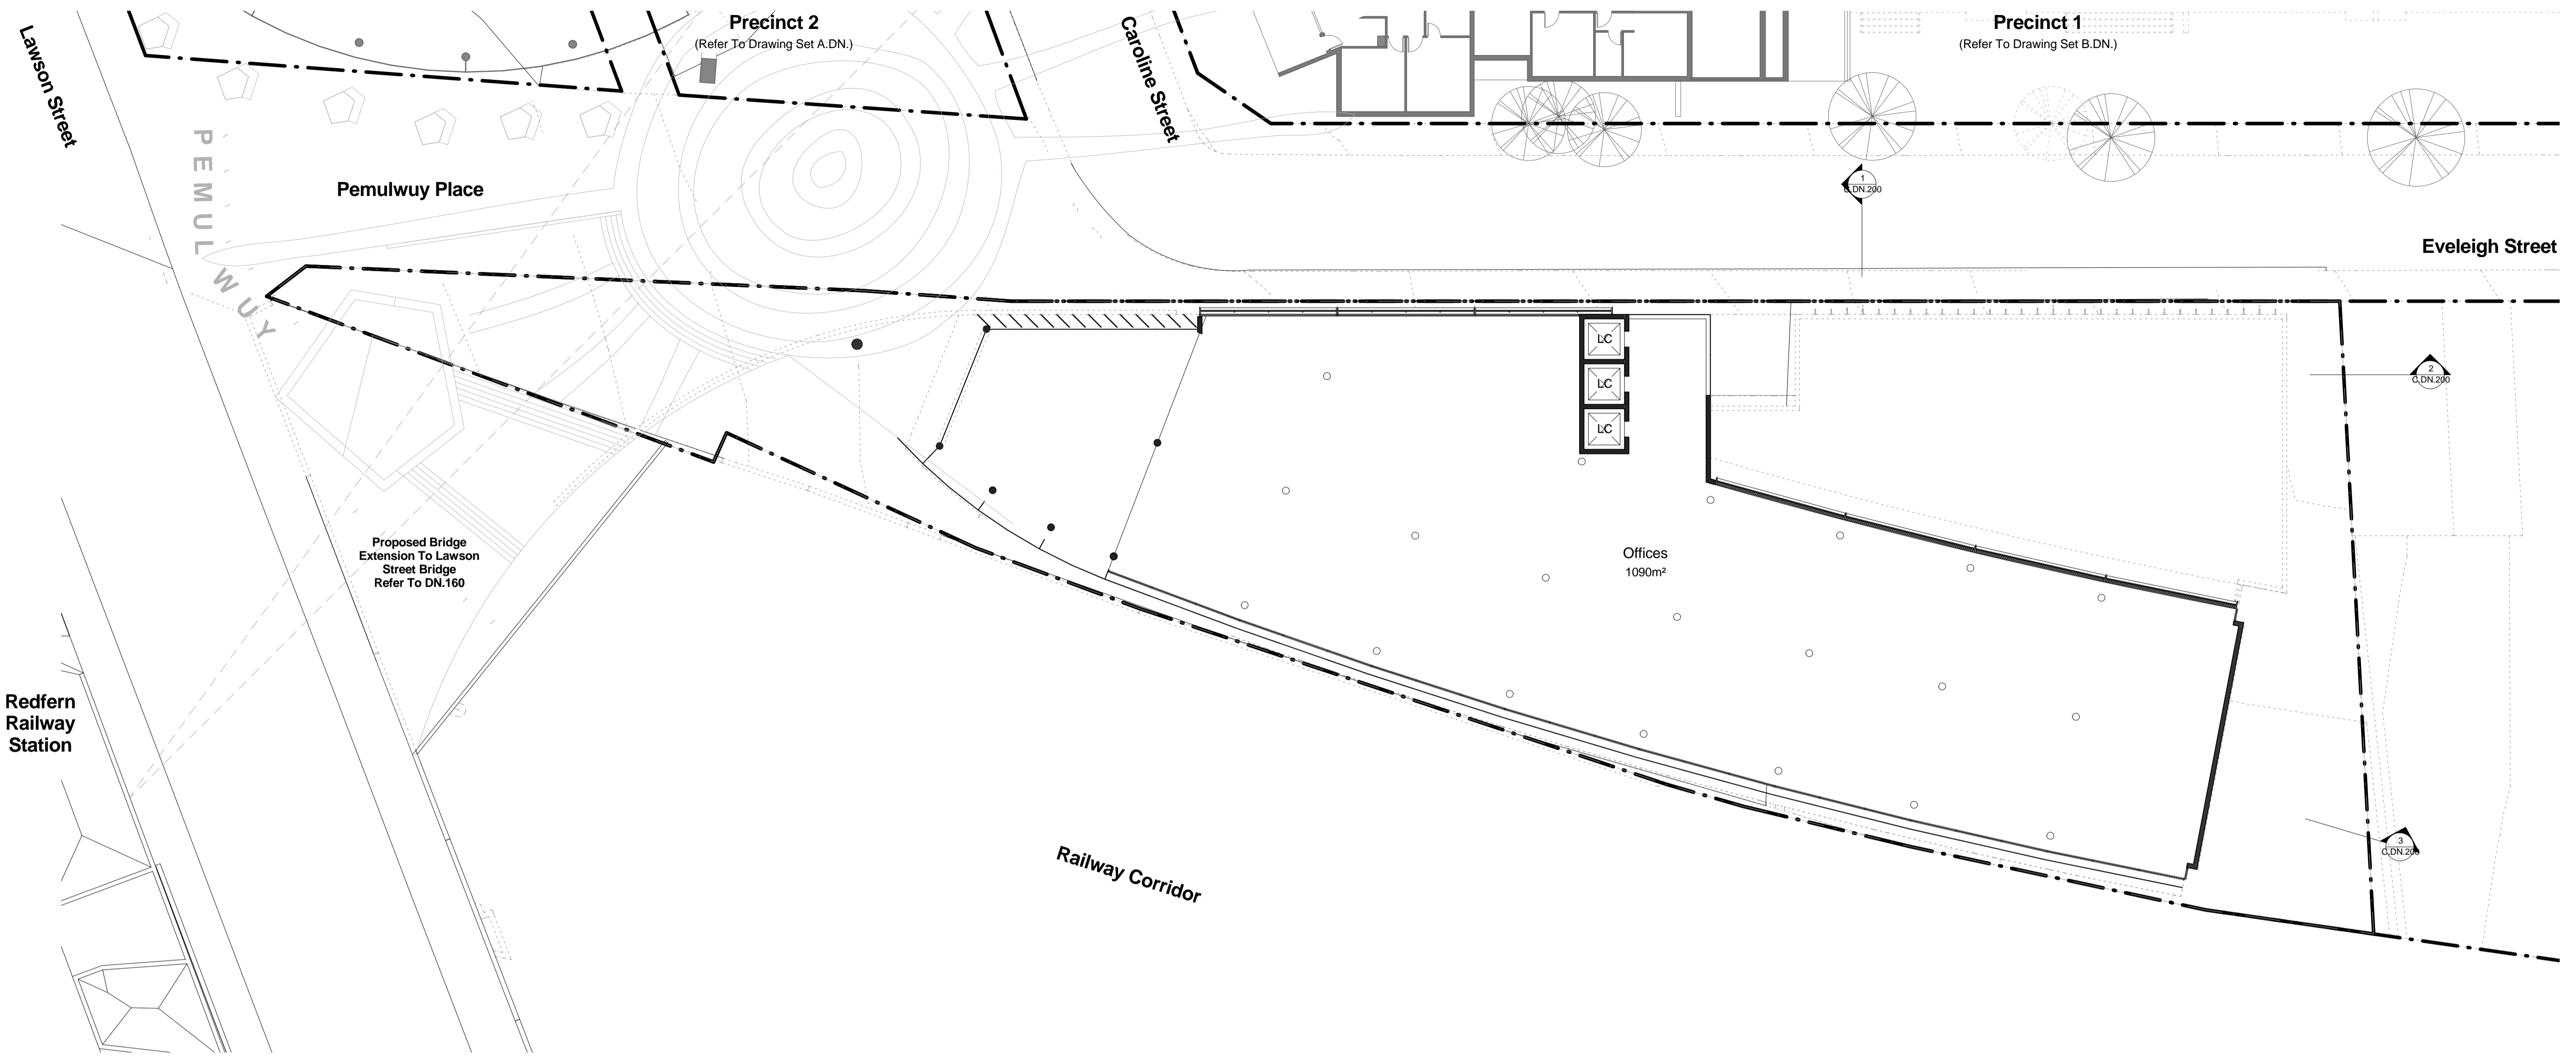 Precinct 2
(Refer To Drawing Set A.DN.)
Precinct 1
(Refer To Drawing Set B.DN.)
Lawson Street
Caroline Street
PEMULWUY
Pemulwuy Place
1
C.DN.200
Eveleigh Street
LC
LC
LC
2
C.DN.200
Proposed Bridge
Extension To Lawson
Street Bridge
Refer To DN.160
Offices
1090m²
Redfern
Railway
Station
Railway Corridor
3
C.DN.200